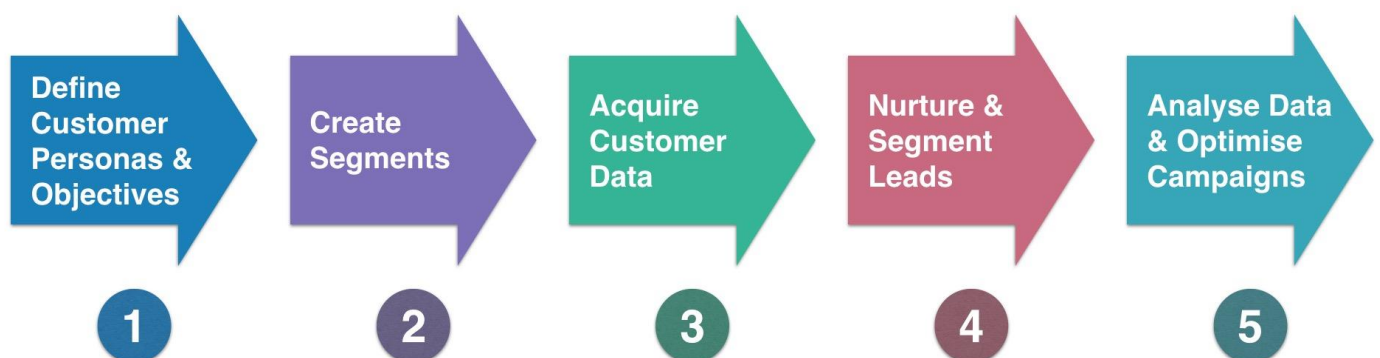 Define
Customer
Personas &
Objectives
Create
Segments
Acquire
Customer
Data
Nurture &
Segment
Leads
Analyse Data
& Optimise
Campaigns
1
2
3
4
5